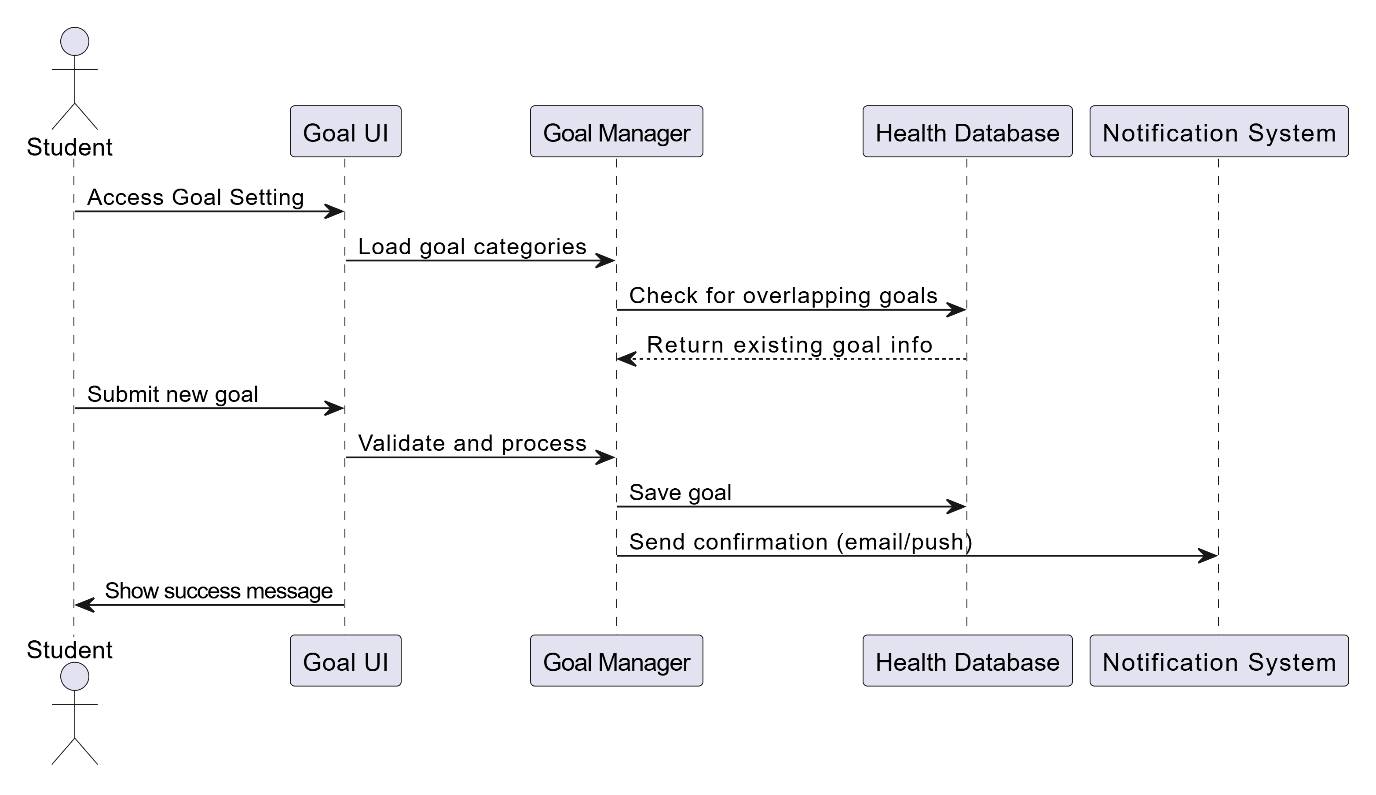 Student
Goal UI
Goal Manager
Health Database
Notification System
Access Goal Setting
Load goal categories
Check for overlapping goals
Return existing goal info
Submit new goal
Validate and process
Save goal
Send confirmation (email/push)
Show success message
Student
Goal UI
Goal Manager
Health Database
Notification System